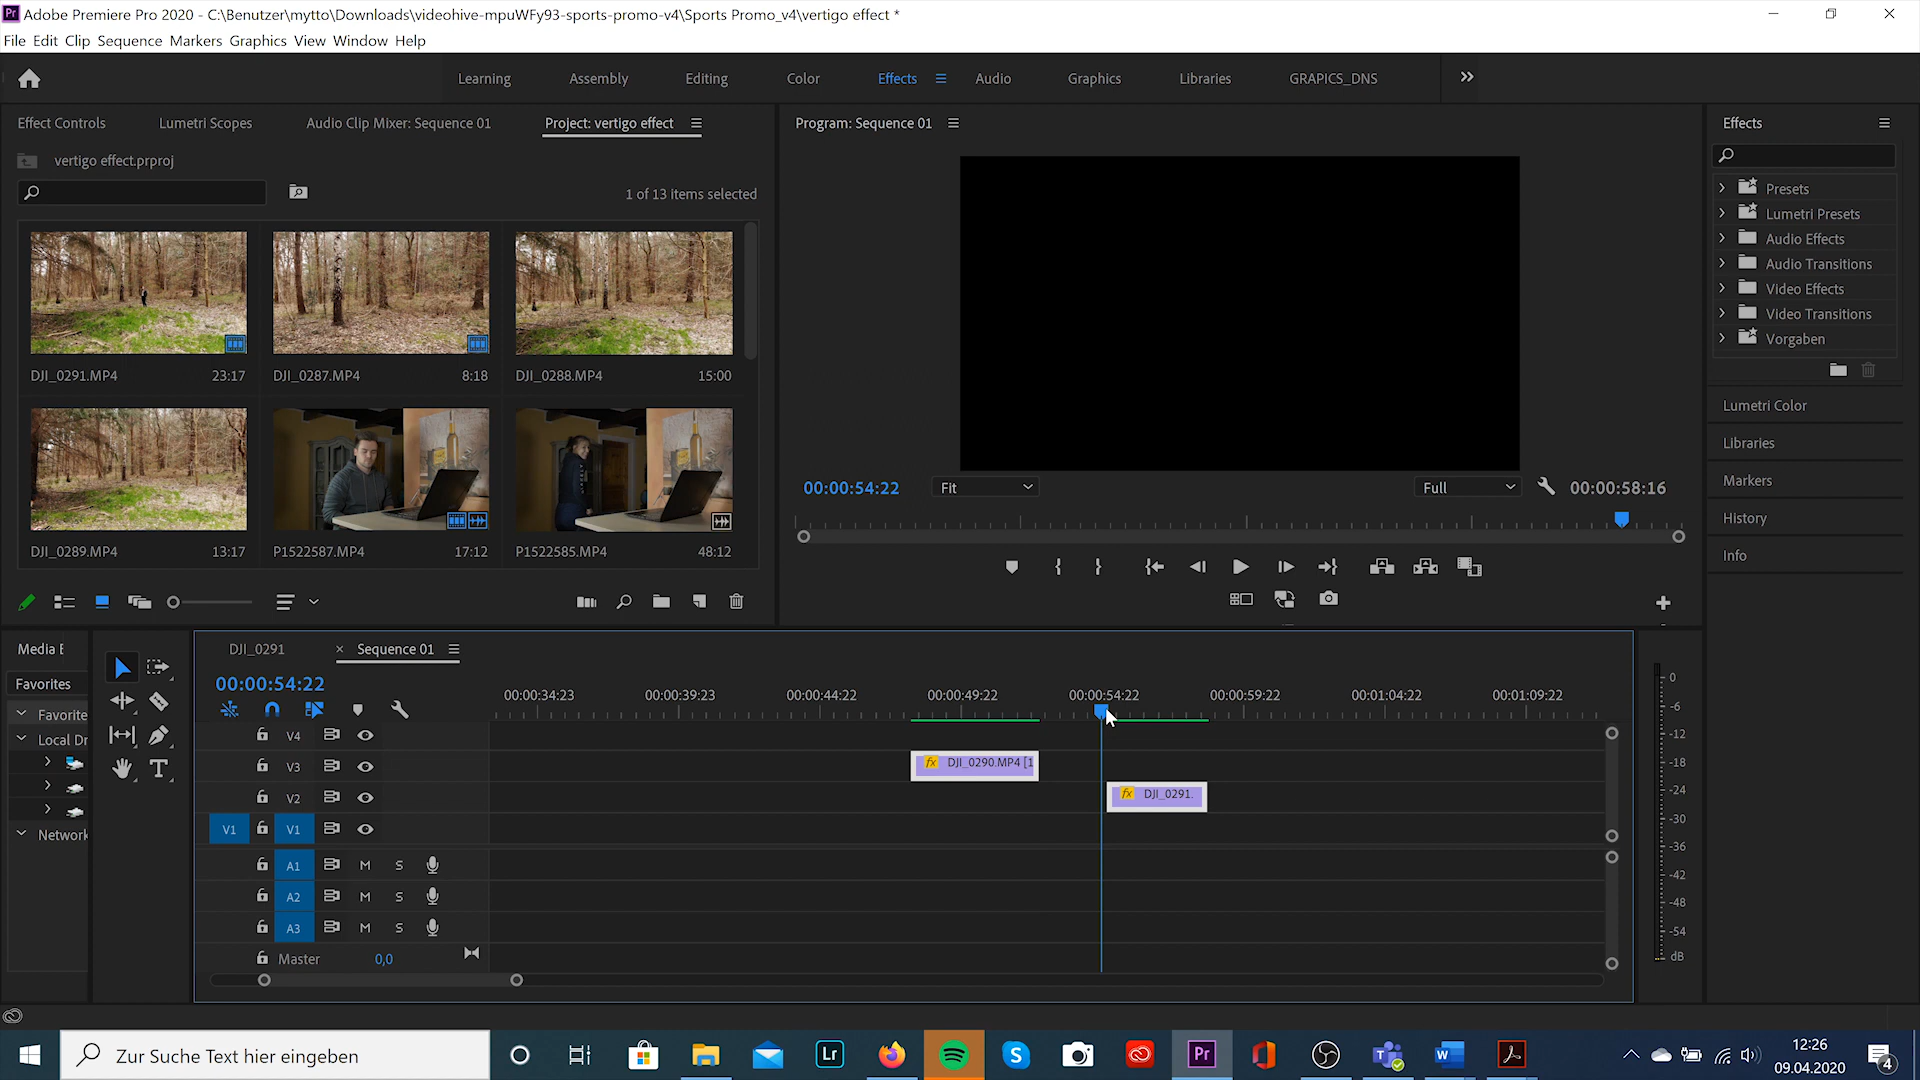 Adobe Premiere Pro 2020 - C:\Benutzer\mytto\Downloads\videohive-mpuWFy93-sports-promo-v4\Sports Promo_v4\vertigo effect *
File Edit Clip Sequence Markers Graphics View Window Help
Learning Assembly Editing Color Effects Audio Graphics Libraries GRAPICS_DNS
Effect Controls Lumetri Scopes Audio Clip Mixer: Sequence 01 Project: vertigo effect
Program: Sequence 01
Effects
vertigo effect.prproj
1 of 13 items selected
Presets
Lumetri Presets
Audio Effects
Audio Transitions
Video Effects
Video Transitions
Vorgaben
Lumetri Color
Libraries
Markers
History
Info
DJI_0291.MP4 23:17
DJI_0287.MP4 8:18
DJI_0288.MP4 15:00
DJI_0289.MP4 13:17
P1522587.MP4 17:12
P1522585.MP4 48:12
00:00:54:22 Fit Full 00:00:58:16
Media B
Favorites
Favorite
Local Dr
Network
DJI_0291 × Sequence 01
00:00:54:22
00:00:34:23 00:00:39:23 00:00:44:22 00:00:49:22 00:00:54:22 00:00:59:22 00:01:04:22 00:01:09:22
V4
V3 fx DJI_0290.MP4 [1
V2 fx DJI_0291.
V1 V1
A1 M S
A2 M S
A3 M S
Master 0,0
0
-6
-12
-18
-24
-30
-36
-42
-48
-54
dB
Zur Suche Text hier eingeben
Lr
Pr
12:26
09.04.2020
4